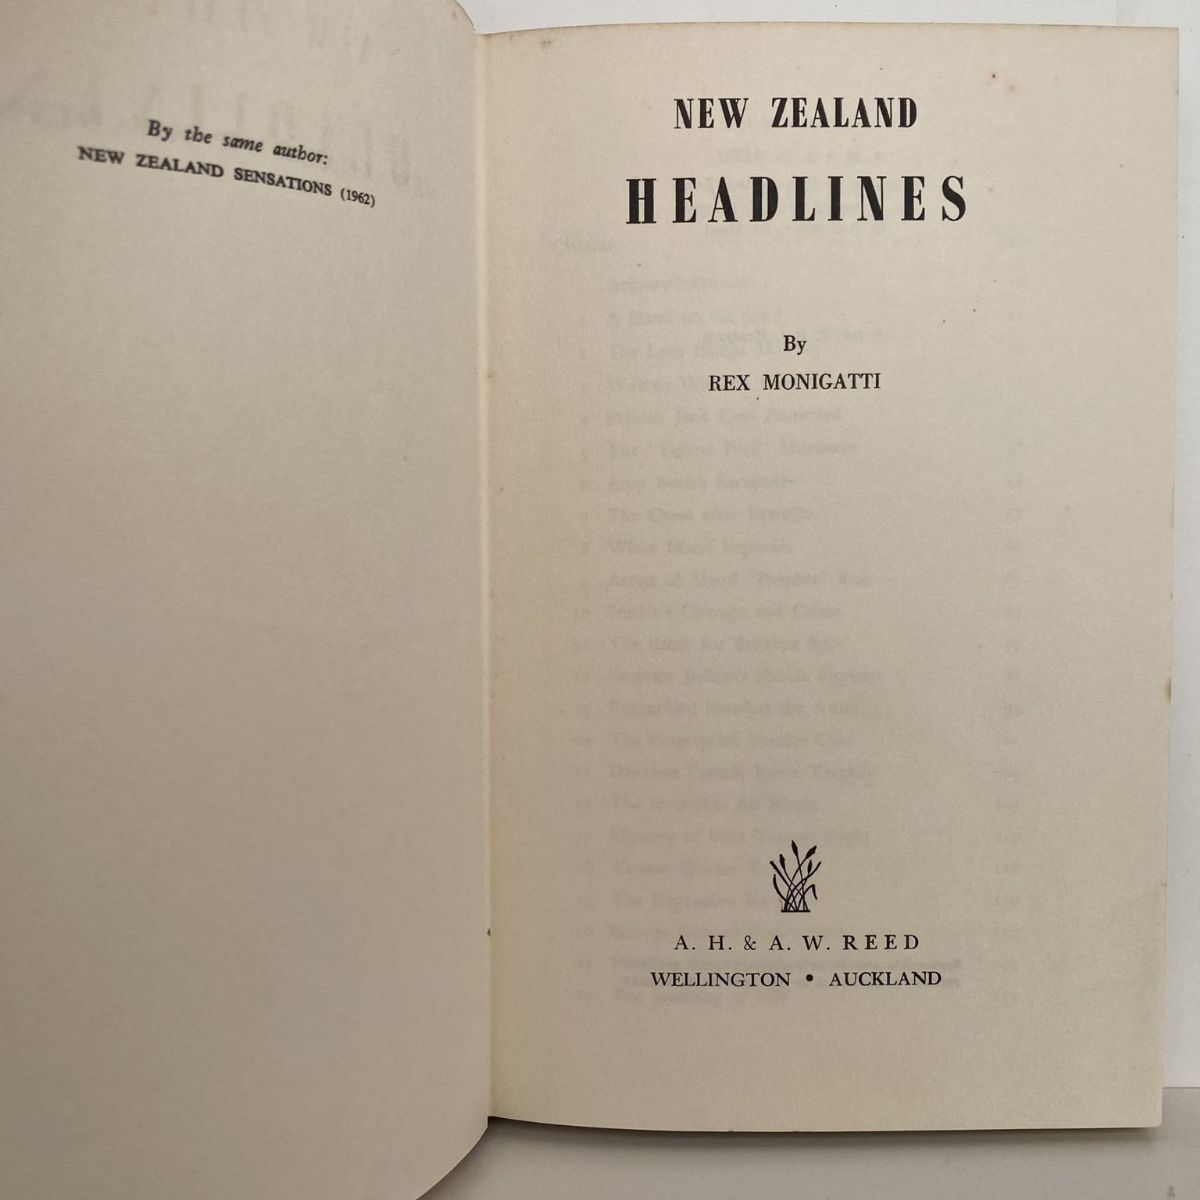 By the same author:
NEW ZEALAND SENSATIONS (1962)
NEW ZEALAND
HEADLINES
By
REX MONIGATTI
A. H. & A. W. REED
WELLINGTON • AUCKLAND